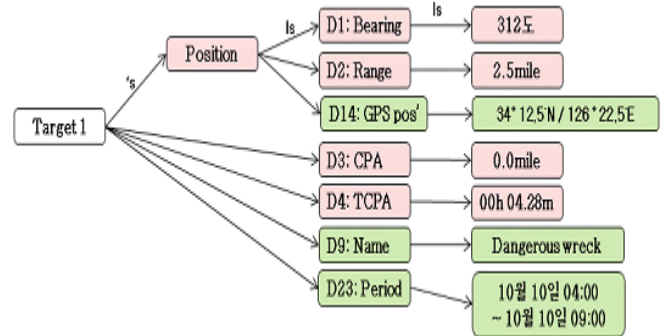 Is
Is
D1: Bearing
312도
Position
D2: Range
2.5mile
's
D14: GPS pos'
34° 12,5'N / 126° 22,5'E
Target 1
D3: CPA
0.0mile
D4: TCPA
00h 04.28m
D9: Name
Dangerous wreck
D23: Period
10월 10일 04:00
~ 10월 10일 09:00